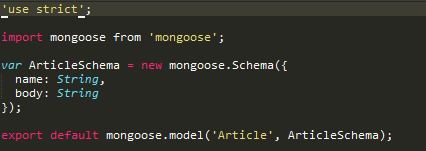 'use strict';
import mongoose from 'mongoose';
var ArticleSchema = new mongoose.Schema({
  name: String,
  body: String
});
export default mongoose.model('Article', ArticleSchema);